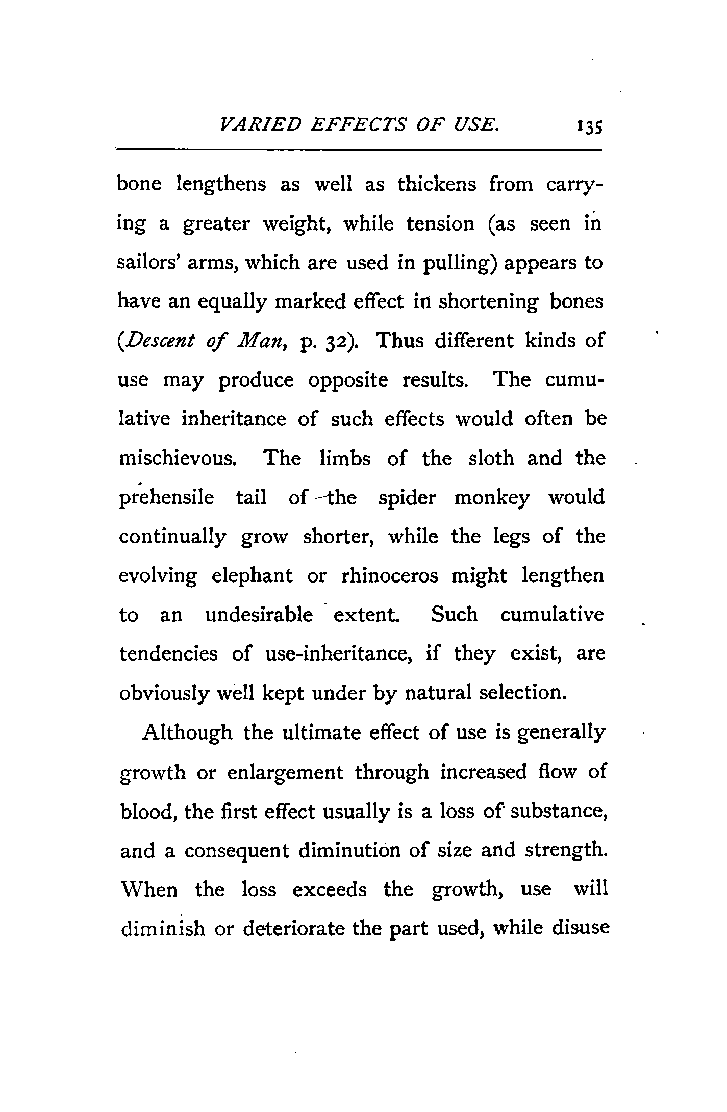 VARIED EFFECTS OF USE. 135
bone lengthens as well as thickens from carry-
ing a greater weight, while tension (as seen in
sailors' arms, which are used in pulling) appears to
have an equally marked effect in shortening bones
(Descent of Man, p. 32). Thus different kinds of
use may produce opposite results. The cumu-
lative inheritance of such effects would often be
mischievous. The limbs of the sloth and the
prehensile tail of the spider monkey would
continually grow shorter, while the legs of the
evolving elephant or rhinoceros might lengthen
to an undesirable extent. Such cumulative
tendencies of use-inheritance, if they exist, are
obviously well kept under by natural selection.
Although the ultimate effect of use is generally
growth or enlargement through increased flow of
blood, the first effect usually is a loss of substance,
and a consequent diminution of size and strength.
When the loss exceeds the growth, use will
diminish or deteriorate the part used, while disuse